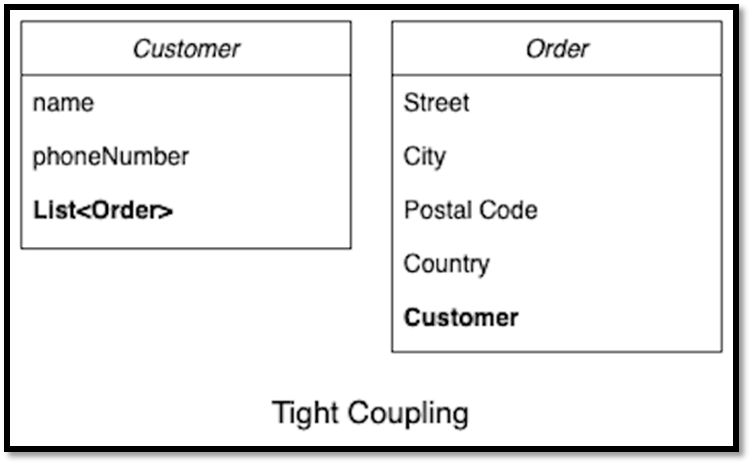 Customer
name
phoneNumber
List<Order>
Order
Street
City
Postal Code
Country
Customer
Tight Coupling